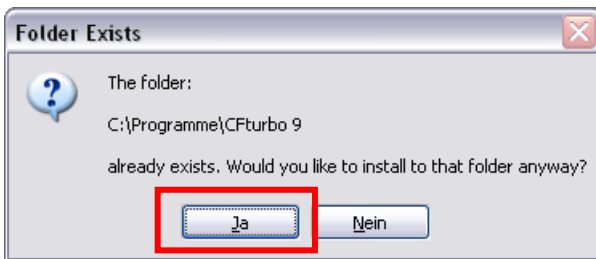 Folder Exists
The folder:
C:\Programme\CFturbo 9
already exists. Would you like to install to that folder anyway?
Ja Nein